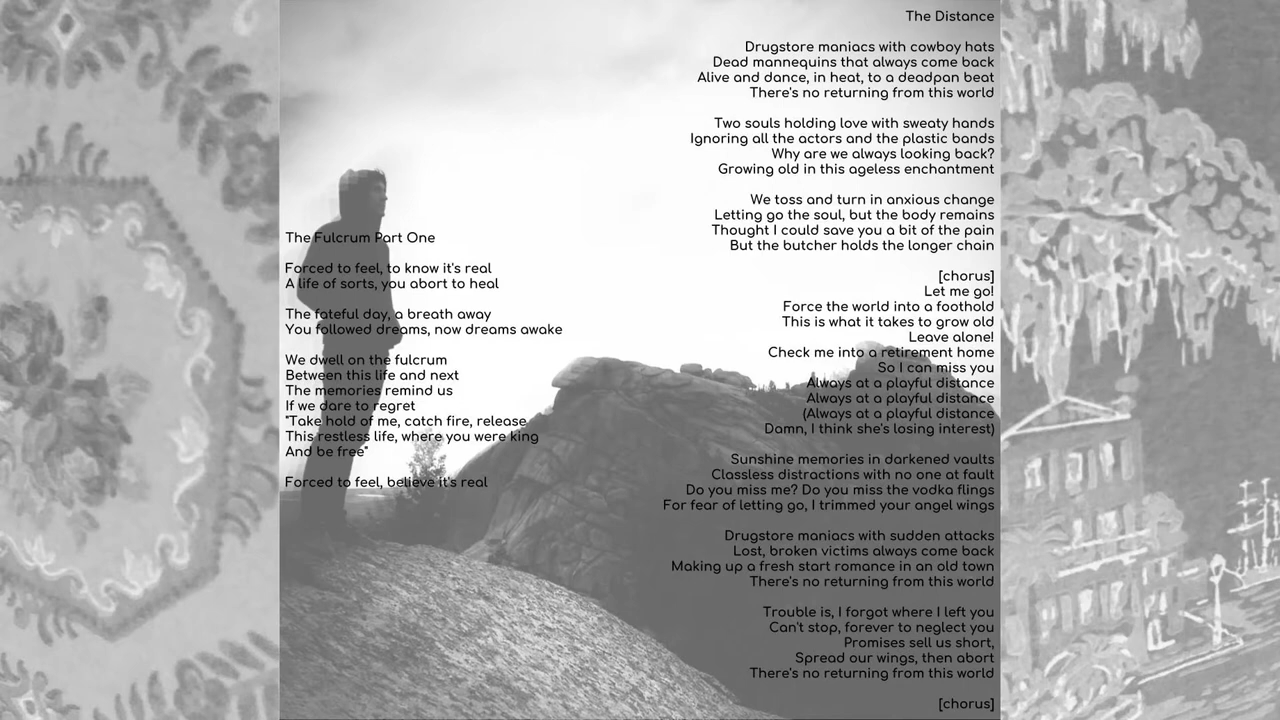 The Fulcrum Part One
Forced to feel, to know it's real
A life of sorts, you abort to heal
The fateful day, a breath away
You followed dreams, now dreams awake
We dwell on the fulcrum
Between this life and next
The memories remind us
If we dare to regret
"Take hold of me, catch fire, release
This restless life, where you were king
And be free"
Forced to feel, believe it's real
The Distance
Drugstore maniacs with cowboy hats
Dead mannequins that always come back
Alive and dance, in heat, to a deadpan beat
There's no returning from this world
Two souls holding love with sweaty hands
Ignoring all the actors and the plastic bands
Why are we always looking back?
Growing old in this ageless enchantment
We toss and turn in anxious change
Letting go the soul, but the body remains
Thought I could save you a bit of the pain
But the butcher holds the longer chain
[chorus]
Let me go!
Force the world into a foothold
This is what it takes to grow old
Leave alone!
Check me into a retirement home
So I can miss you
Always at a playful distance
Always at a playful distance
(Always at a playful distance
Damn, I think she's losing interest)
Sunshine memories in darkened vaults
Classless distractions with no one at fault
Do you miss me? Do you miss the vodka flings
For fear of letting go, I trimmed your angel wings
Drugstore maniacs with sudden attacks
Lost, broken victims always come back
Making up a fresh start romance in an old town
There's no returning from this world
Trouble is, I forgot where I left you
Can't stop, forever to neglect you
Promises sell us short,
Spread our wings, then abort
There's no returning from this world
[chorus]